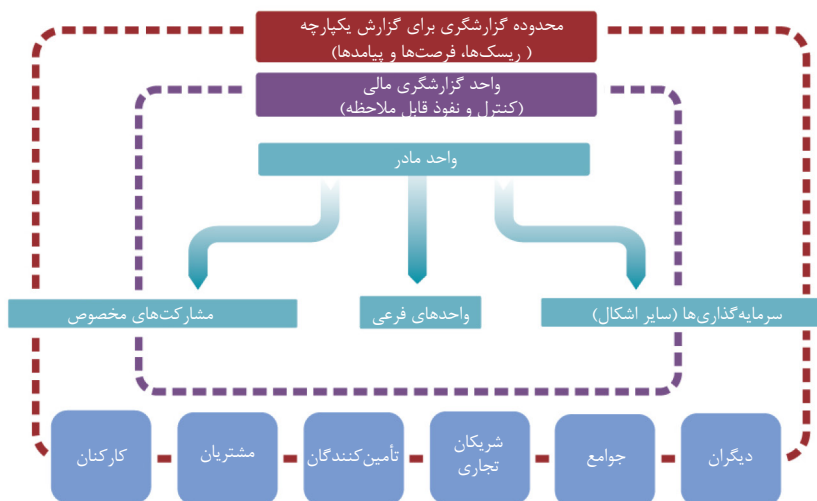 محدوده گزارشگری برای گزارش یکپارچه
( ریسک‌ها، فرصت‌ها و پیامدها)
واحد گزارشگری مالی
(کنترل و نفوذ قابل ملاحظه)
واحد مادر
سرمایه‌گذاری‌ها (سایر اشکال)
واحدهای فرعی
مشارکت‌های مخصوص
دیگران
جوامع
شریکان
تجاری
تأمین‌کنندگان
مشتریان
کارکنان